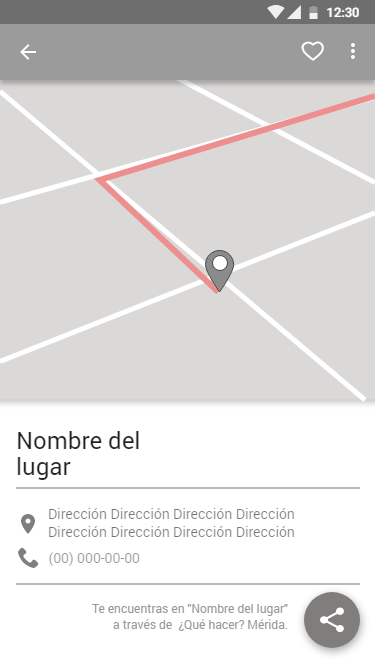 12:30
Nombre del
lugar
Dirección Dirección Dirección Dirección
Dirección Dirección Dirección Dirección
(00) 000-00-00
Te encuentras en "Nombre del lugar"
a través de ¿Qué hacer? Mérida.